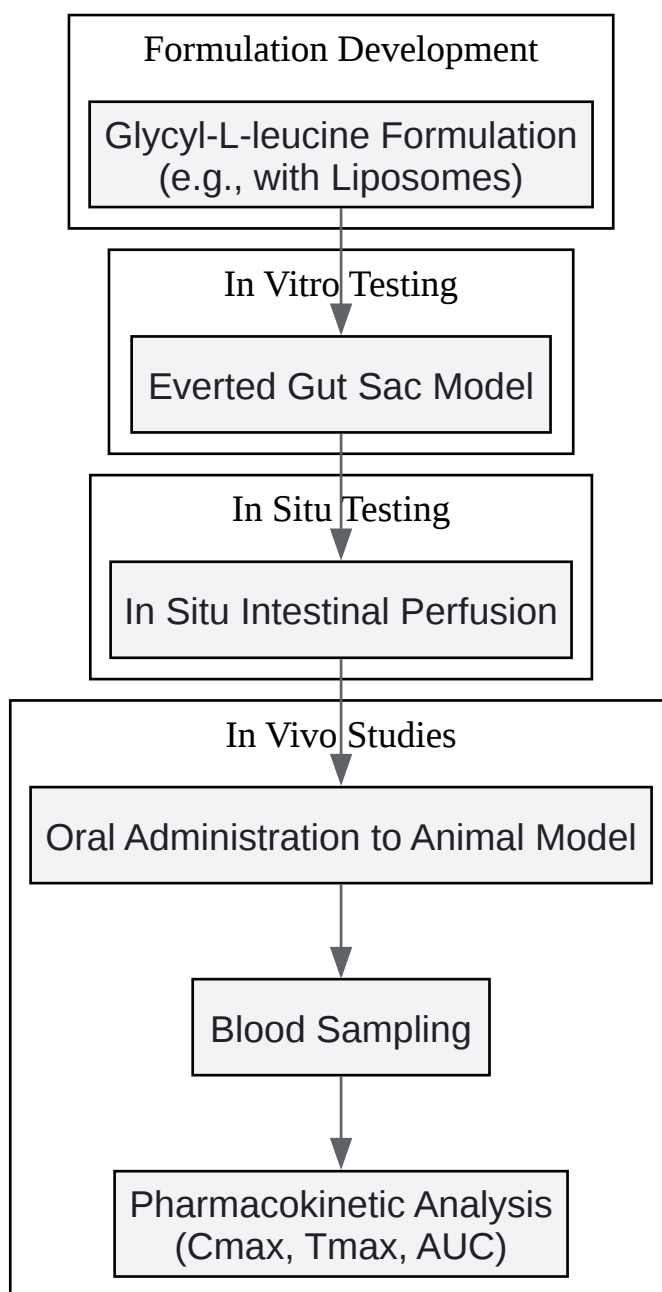 Formulation Development
Glycyl-L-leucine Formulation
(e.g., with Liposomes)
In Vitro Testing
Everted Gut Sac Model
In Situ Testing
In Situ Intestinal Perfusion
In Vivo Studies
Oral Administration to Animal Model
Blood Sampling
Pharmacokinetic Analysis
(Cmax, Tmax, AUC)